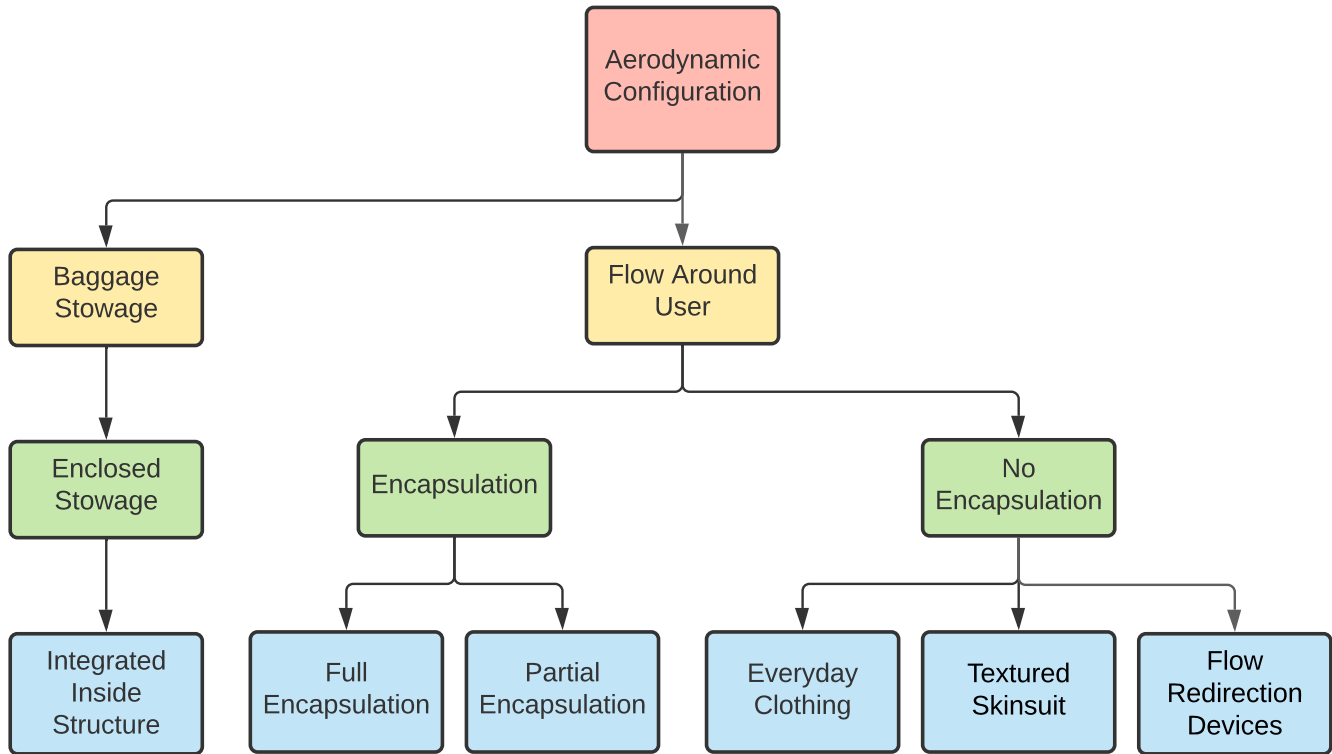 Aerodynamic
Configuration
Baggage
Stowage
Flow Around
User
Enclosed
Stowage
Encapsulation
No
Encapsulation
Integrated
Inside
Structure
Full
Encapsulation
Partial
Encapsulation
Everyday
Clothing
Textured
Skinsuit
Flow
Redirection
Devices